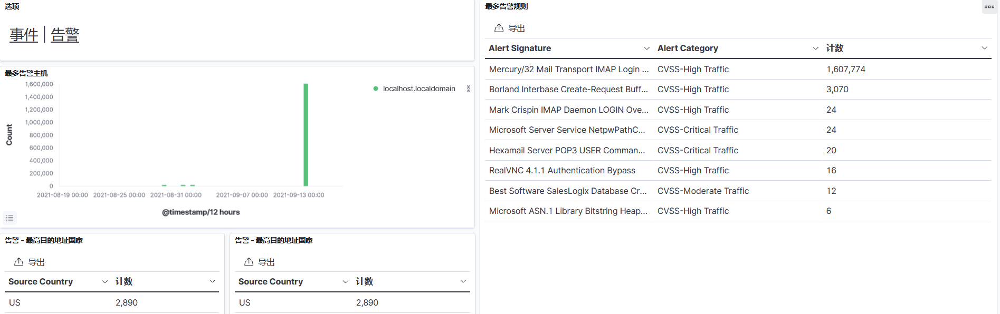 选项
事件 | 告警
最多告警主机
1,600,000
1,400,000
1,200,000
1,000,000
800,000
600,000
400,000
200,000
0
Count
2021-08-19 00:00 2021-08-25 00:00 2021-08-31 00:00 2021-09-07 00:00 2021-09-13 00:00
@timestamp/12 hours
localhost.localdomain
告警 - 最高目的地址国家
导出
Source Country 计数
US 2,890
告警 - 最高目的地址国家
导出
Source Country 计数
US 2,890
最多告警规则
导出
Alert Signature Alert Category 计数
Mercury/32 Mail Transport IMAP Login ... CVSS-High Traffic 1,607,774
Borland Interbase Create-Request Buff... CVSS-High Traffic 3,070
Mark Crispin IMAP Daemon LOGIN Ove... CVSS-High Traffic 24
Microsoft Server Service NetpwPathC... CVSS-Critical Traffic 24
Hexamail Server POP3 USER Comman... CVSS-Critical Traffic 20
RealVNC 4.1.1 Authentication Bypass CVSS-High Traffic 16
Best Software SalesLogix Database Cr... CVSS-Moderate Traffic 12
Microsoft ASN.1 Library Bitstring Heap... CVSS-High Traffic 6